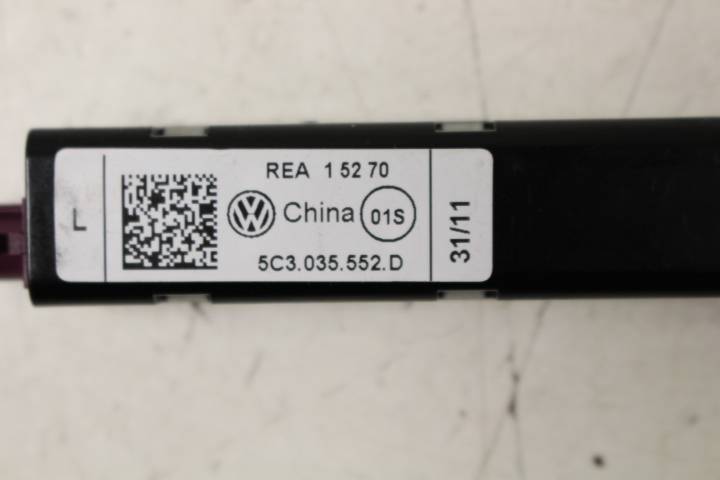 L
REA 1 52 70
China 01S
5C3.035.552.D
31/11